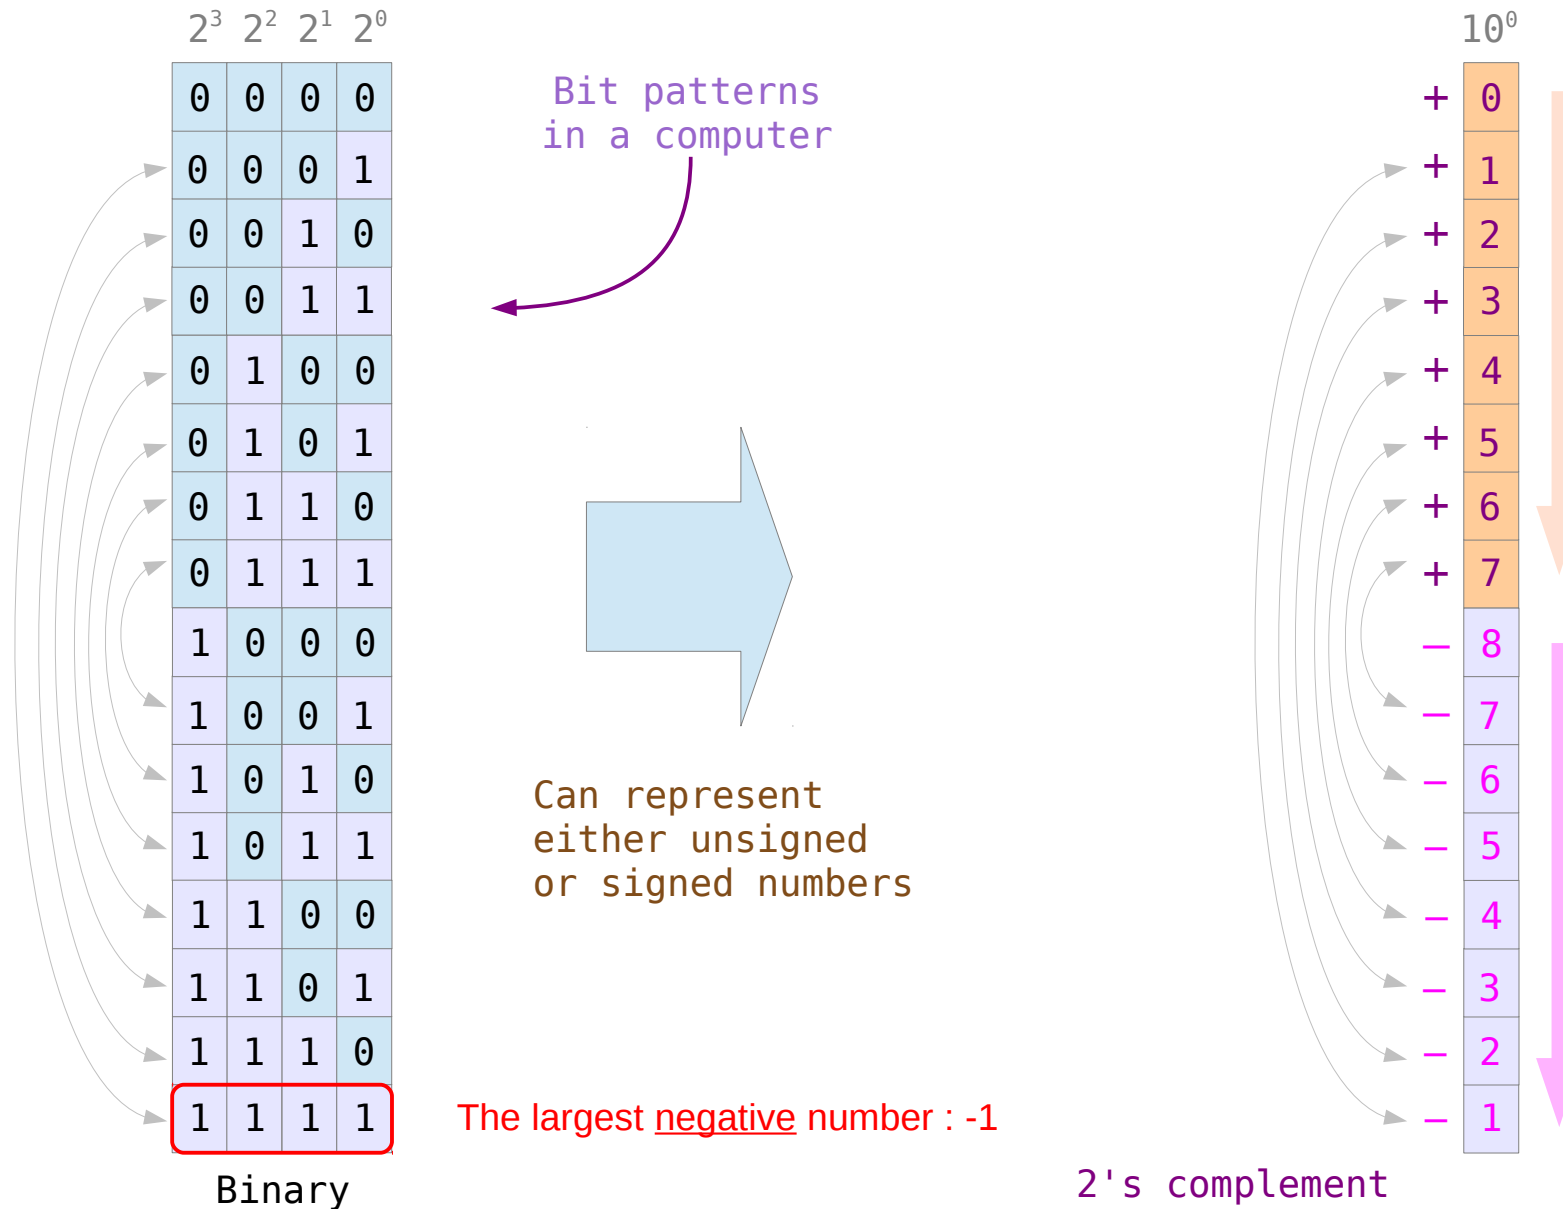 2³ 2² 2¹ 2⁰ 10⁰
0 0 0 0 + 0
Bit patterns
in a computer
0 0 0 1 + 1
0 0 1 0 + 2
0 0 1 1 + 3
0 1 0 0 + 4
0 1 0 1 + 5
0 1 1 0 + 6
0 1 1 1 + 7
1 0 0 0 – 8
1 0 0 1 – 7
1 0 1 0 – 6
Can represent
either unsigned
or signed numbers
1 0 1 1 – 5
1 1 0 0 – 4
1 1 0 1 – 3
1 1 1 0 – 2
1 1 1 1 The largest negative number : -1 – 1
Binary 2's complement